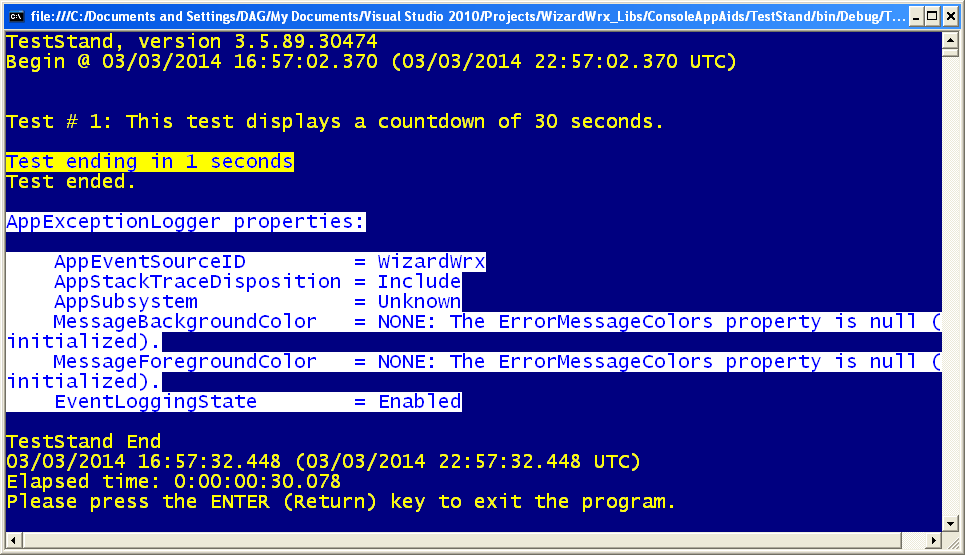 file:///C:/Documents and Settings/DAG/My Documents/Visual Studio 2010/Projects/WizardWrx_Libs/ConsoleAppAids/TestStand/bin/Debug/T...
TestStand, version 3.5.89.30474
Begin @ 03/03/2014 16:57:02.370 (03/03/2014 22:57:02.370 UTC)
Test # 1: This test displays a countdown of 30 seconds.
Test ending in 1 seconds
Test ended.
AppExceptionLogger properties:
AppEventSourceID = WizardWrx
AppStackTraceDisposition = Include
AppSubsystem = Unknown
MessageBackgroundColor = NONE: The ErrorMessageColors property is null (
initialized).
MessageForegroundColor = NONE: The ErrorMessageColors property is null (
initialized).
EventLoggingState = Enabled
TestStand End
03/03/2014 16:57:32.448 (03/03/2014 22:57:32.448 UTC)
Elapsed time: 0:00:00:30.078
Please press the ENTER (Return) key to exit the program.